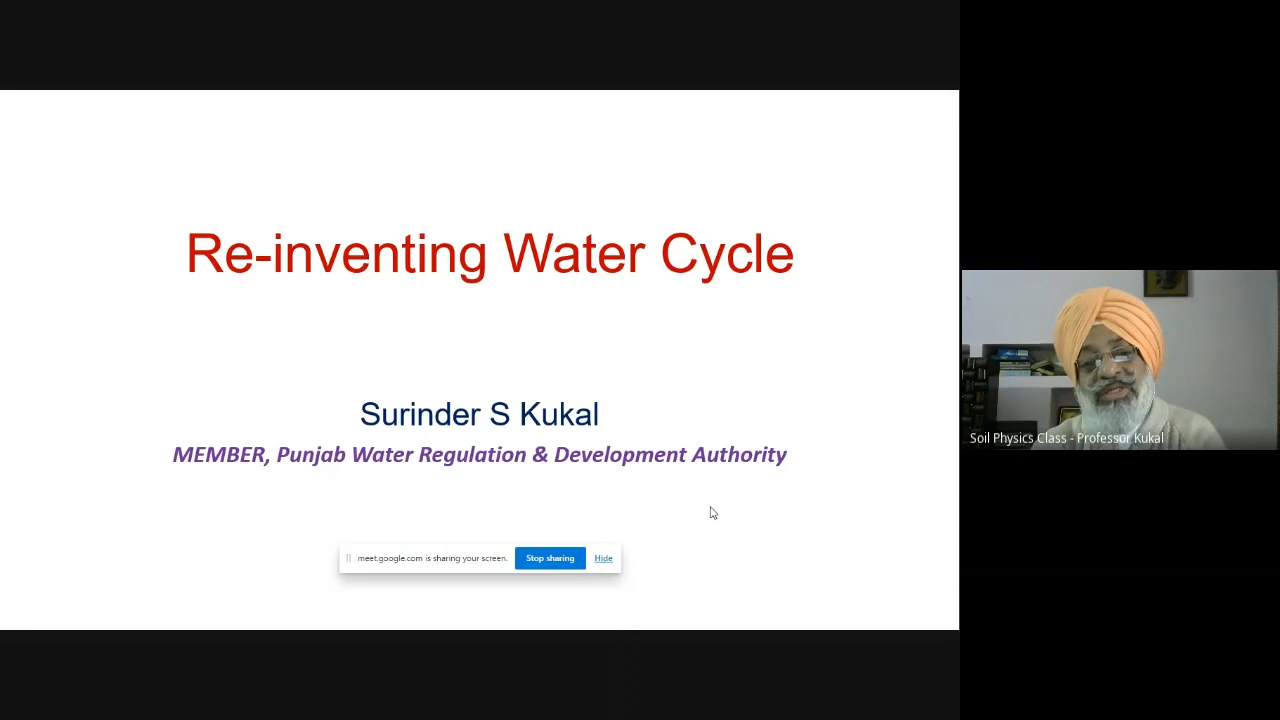 Re-inventing Water Cycle
Surinder S Kukal
MEMBER, Punjab Water Regulation & Development Authority
meet.google.com is sharing your screen. Stop sharing Hide
Soil Physics Class - Professor Kukal